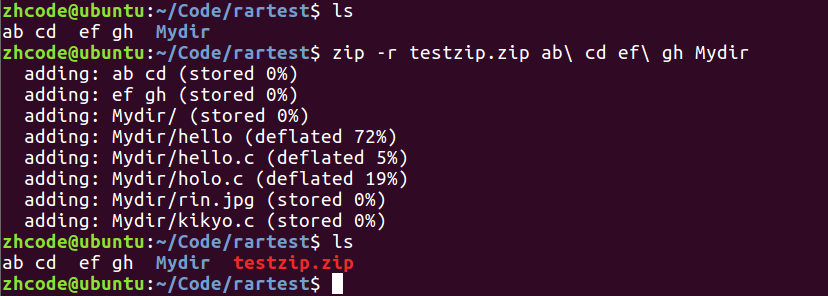 zhcode@ubuntu:~/Code/rartest$ ls
ab cd  ef gh  Mydir
zhcode@ubuntu:~/Code/rartest$ zip -r testzip.zip ab\ cd ef\ gh Mydir
  adding: ab cd (stored 0%)
  adding: ef gh (stored 0%)
  adding: Mydir/ (stored 0%)
  adding: Mydir/hello (deflated 72%)
  adding: Mydir/hello.c (deflated 5%)
  adding: Mydir/holo.c (deflated 19%)
  adding: Mydir/rin.jpg (stored 0%)
  adding: Mydir/kikyo.c (stored 0%)
zhcode@ubuntu:~/Code/rartest$ ls
ab cd  ef gh  Mydir  testzip.zip
zhcode@ubuntu:~/Code/rartest$